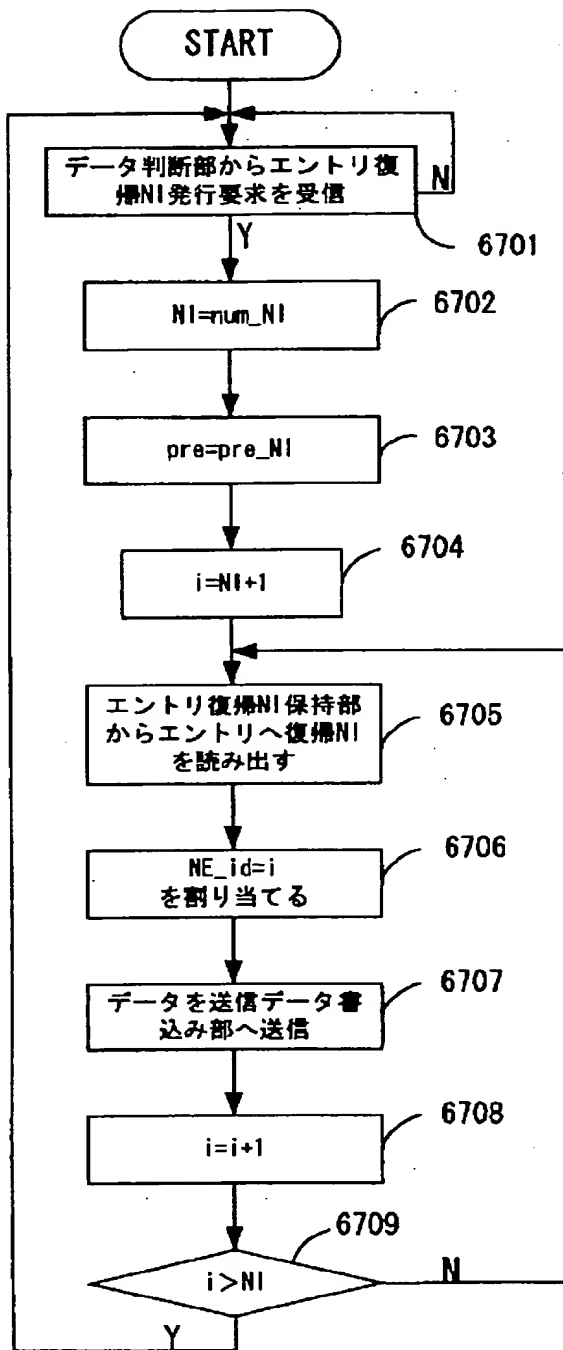 START
データ判断部からエントリ復
帰NI発行要求を受信
N
Y
6701
NI=num_NI
6702
pre=pre_NI
6703
i=NI+1
6704
エントリ復帰NI保持部
からエントリへ復帰NI
を読み出す
6705
NE_id=i
を割り当てる
6706
データを送信データ書
込み部へ送信
6707
i=i+1
6708
i>NI
6709
N
Y